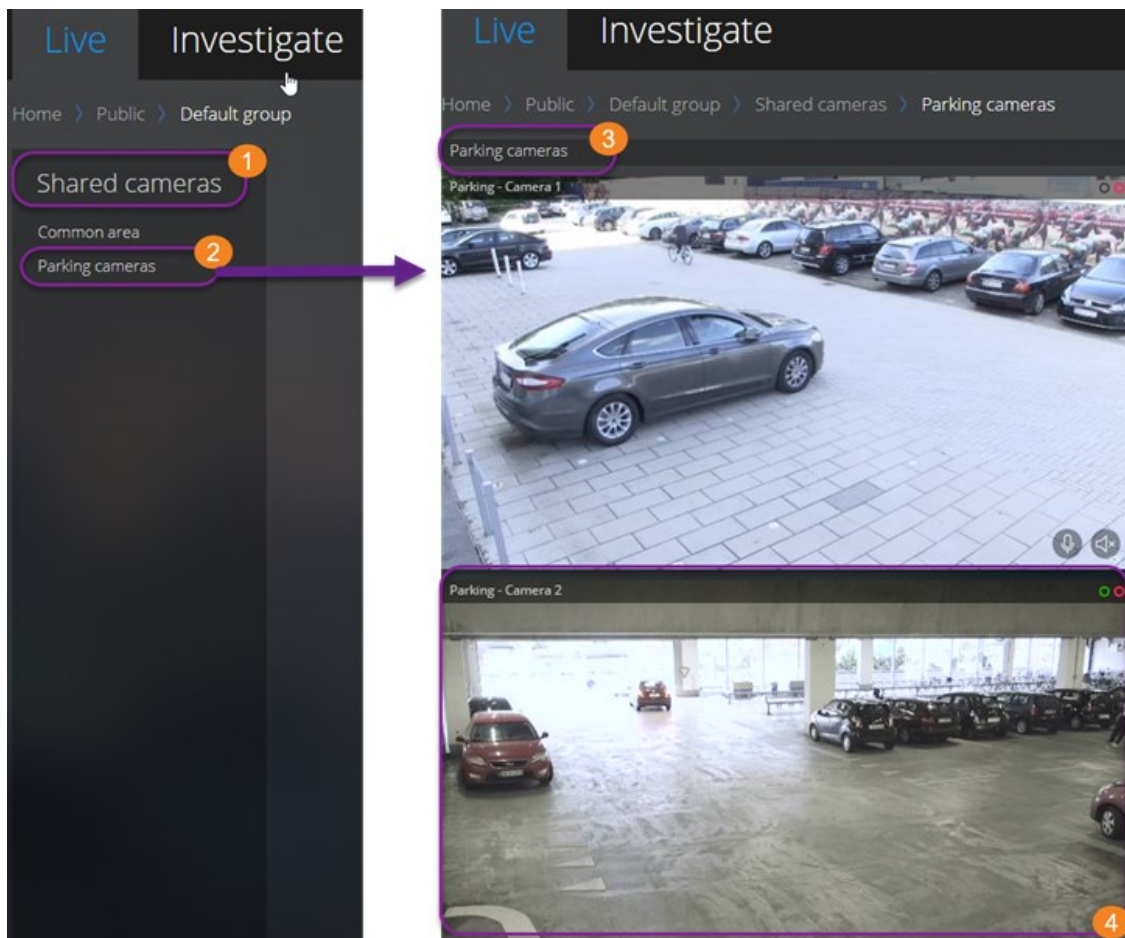 Live Investigate
Home > Public > Default group
1
Shared cameras
Common area
2
Parking cameras
Live Investigate
Home > Public > Default group > Shared cameras > Parking cameras
3
Parking cameras
Parking - Camera 1
Parking - Camera 2
4